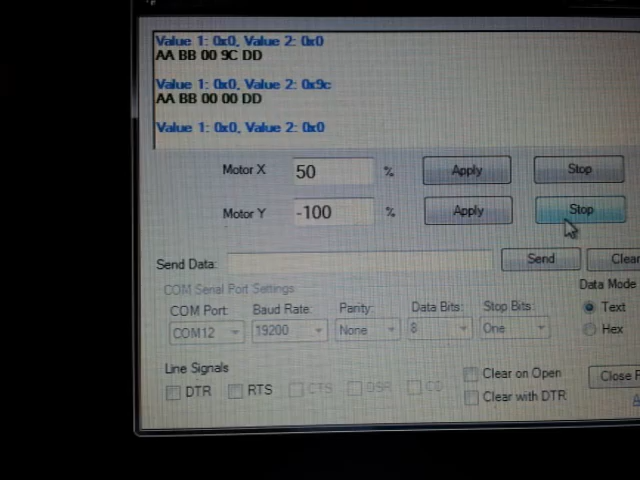 Value 1: 0x0, Value 2: 0x0
AA BB 00 9C DD
Value 1: 0x0, Value 2: 0x9c
AA BB 00 00 DD
Value 1: 0x0, Value 2: 0x0
Motor X 50 % Apply Stop
Motor Y -100 % Apply Stop
Send Data: Send Clear
COM Serial Port Settings Data Mode
COM Port: Baud Rate: Parity: Data Bits: Stop Bits: Text
COM12 19200 None 8 One Hex
Line Signals
Clear on Open Close P
DTR RTS CTS DSR CD Clear with DTR